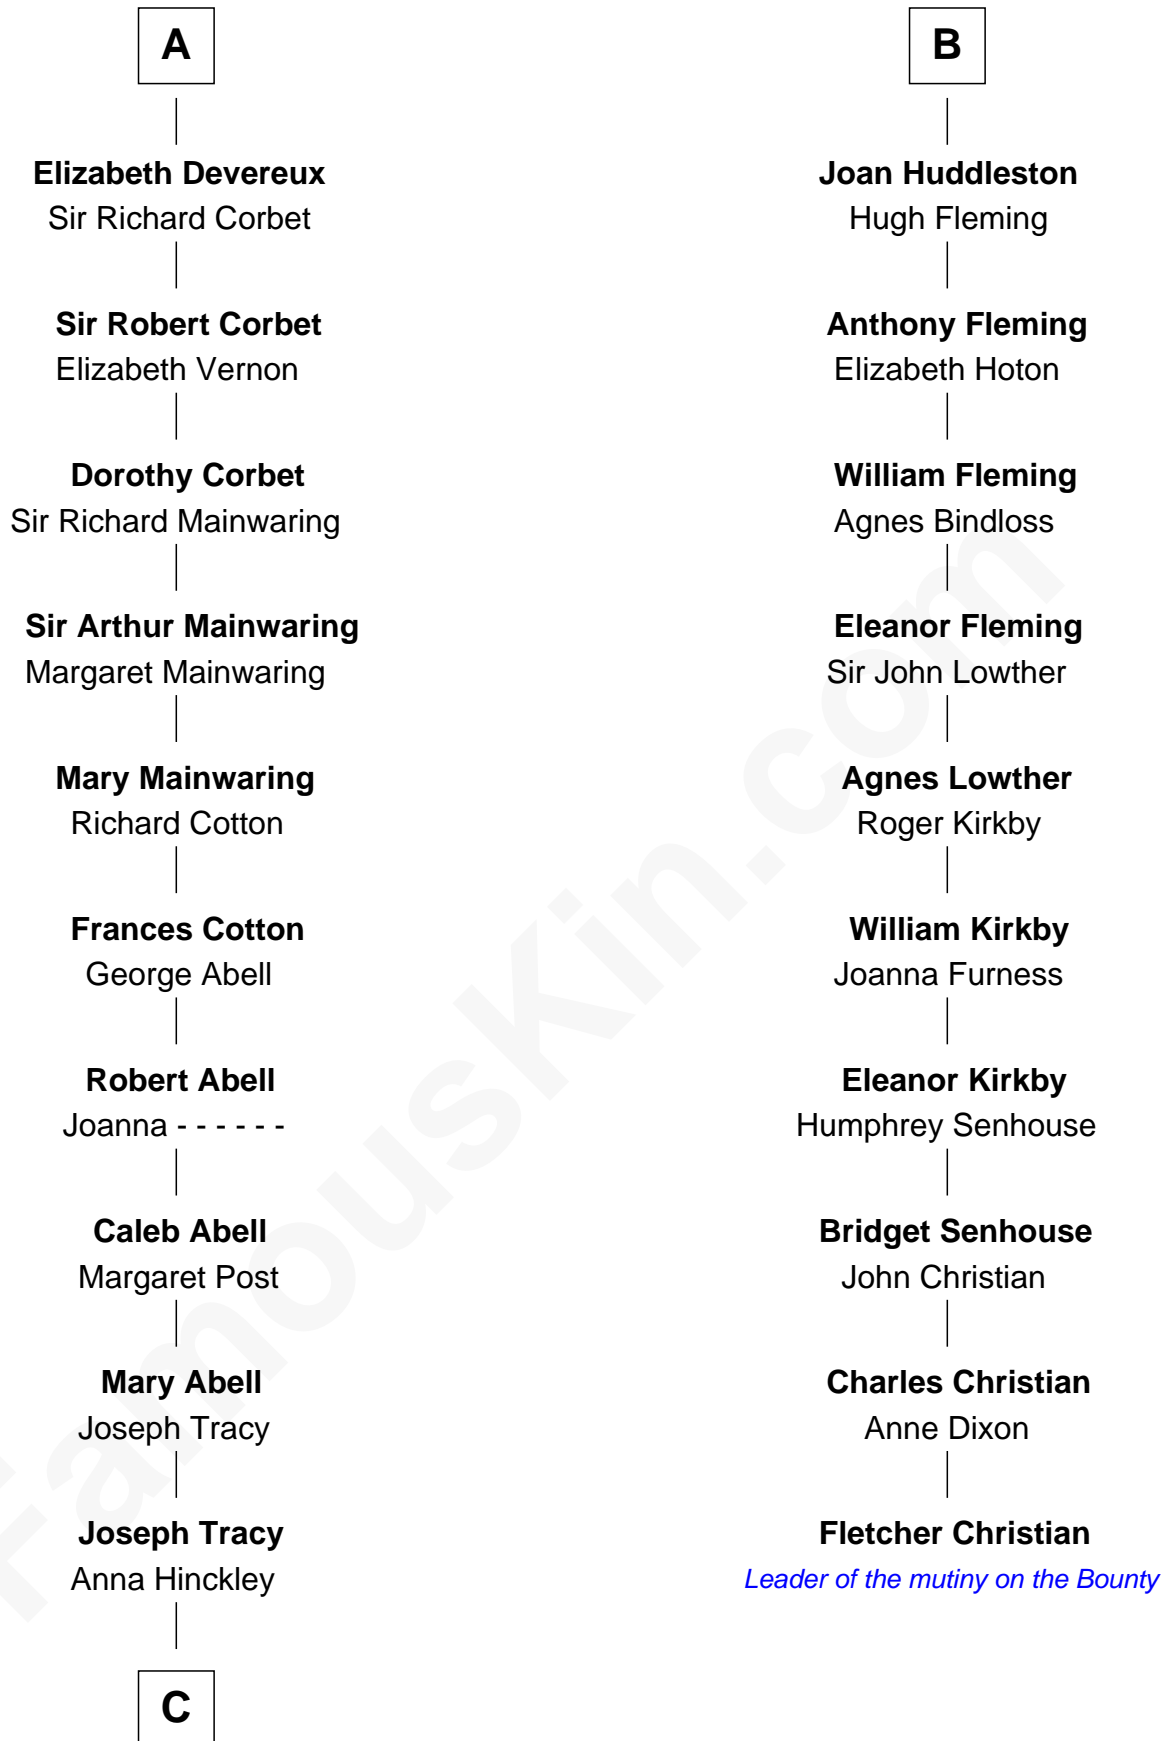 A
Elizabeth Devereux
Sir Richard Corbet
Sir Robert Corbet
Elizabeth Vernon
Dorothy Corbet
Sir Richard Mainwaring
Sir Arthur Mainwaring
Margaret Mainwaring
Mary Mainwaring
Richard Cotton
Frances Cotton
George Abell
Robert Abell
Joanna - - - - - -
Caleb Abell
Margaret Post
Mary Abell
Joseph Tracy
Joseph Tracy
Anna Hinckley
C
B
Joan Huddleston
Hugh Fleming
Anthony Fleming
Elizabeth Hoton
William Fleming
Agnes Bindloss
Eleanor Fleming
Sir John Lowther
Agnes Lowther
Roger Kirkby
William Kirkby
Joanna Furness
Eleanor Kirkby
Humphrey Senhouse
Bridget Senhouse
John Christian
Charles Christian
Anne Dixon
Fletcher Christian
Leader of the mutiny on the Bounty
FamousKin.com